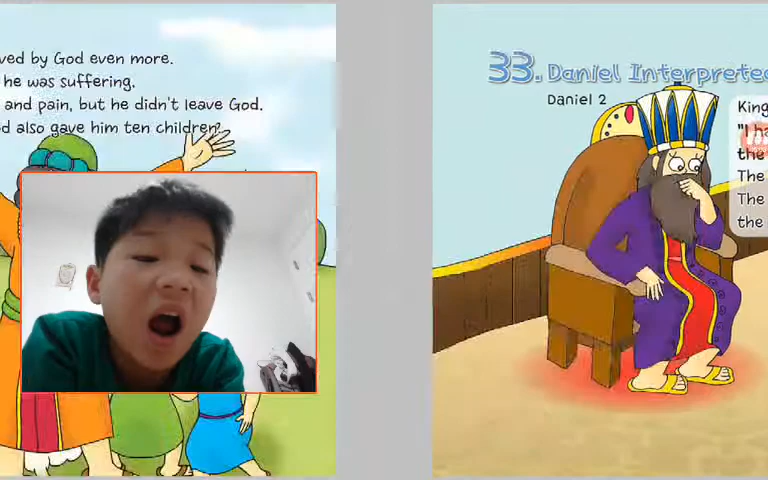 ved by God even more.
he was suffering.
and pain, but he didn't leave God.
d also gave him ten children.
33. Daniel Interpreted
Daniel 2
King
"I ha
the
The
The
the